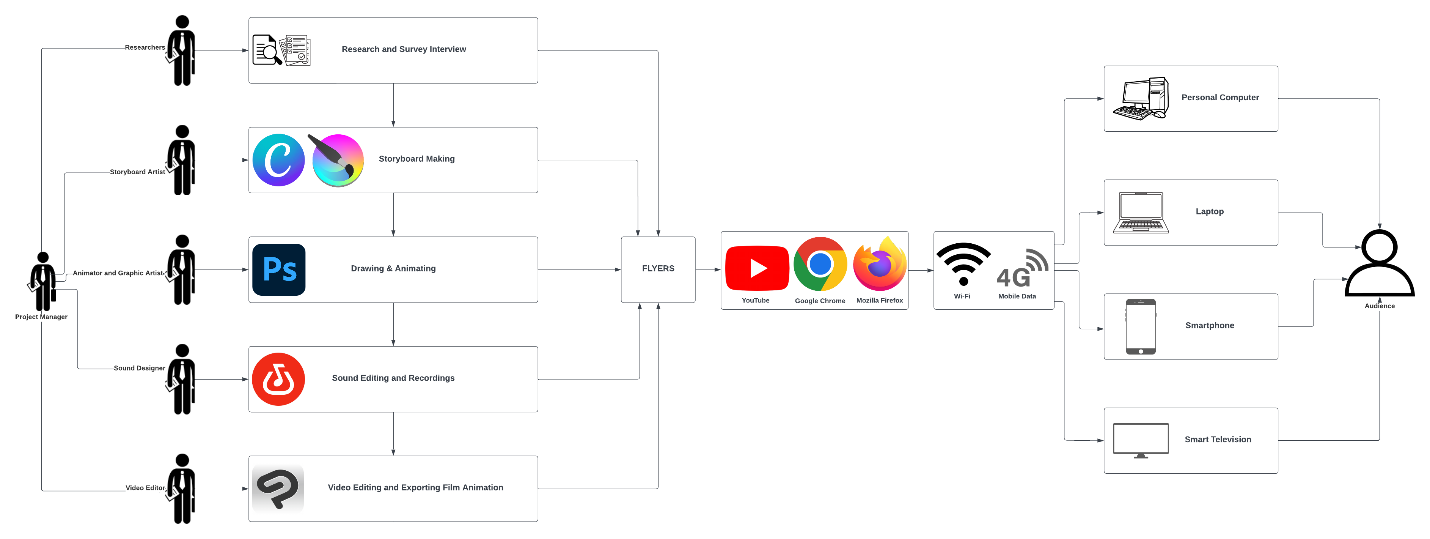 Researchers
Research and Survey Interview
Storyboard Artist
C
Storyboard Making
Project Manager
Animator and Graphic Artist
Ps
Drawing & Animating
Sound Designer
Sound Editing and Recordings
Video Editor
Video Editing and Exporting Film Animation
FLYERS
YouTube
Google Chrome
Mozilla Firefox
Wi-Fi
4G
Mobile Data
Personal Computer
Laptop
Smartphone
Smart Television
Audience